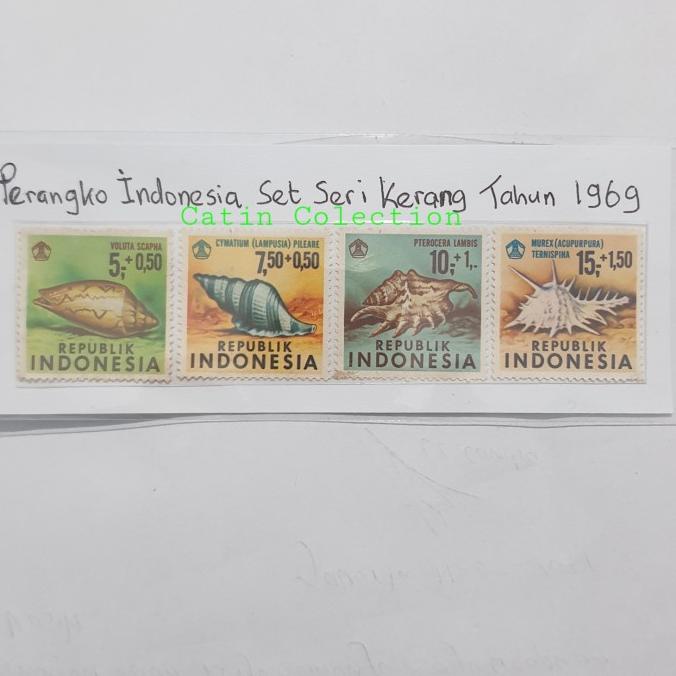 Perangko İndonesia Set Seri Kerang Tahun 1969
Catin Colection
VOLUTA SCAPHA
5,- + 0,50
REPUBLIK
INDONESIA
CYMATIUM (LAMPUSIA) PILEARE
7,50 + 0,50
REPUBLIK
INDONESIA
PTEROCERA LAMBIS
10,- + 1,-
REPUBLIK
INDONESIA
MUREX (ACUPURPURA)
TERNISPINA
15,- + 1,50
REPUBLIK
INDONESIA